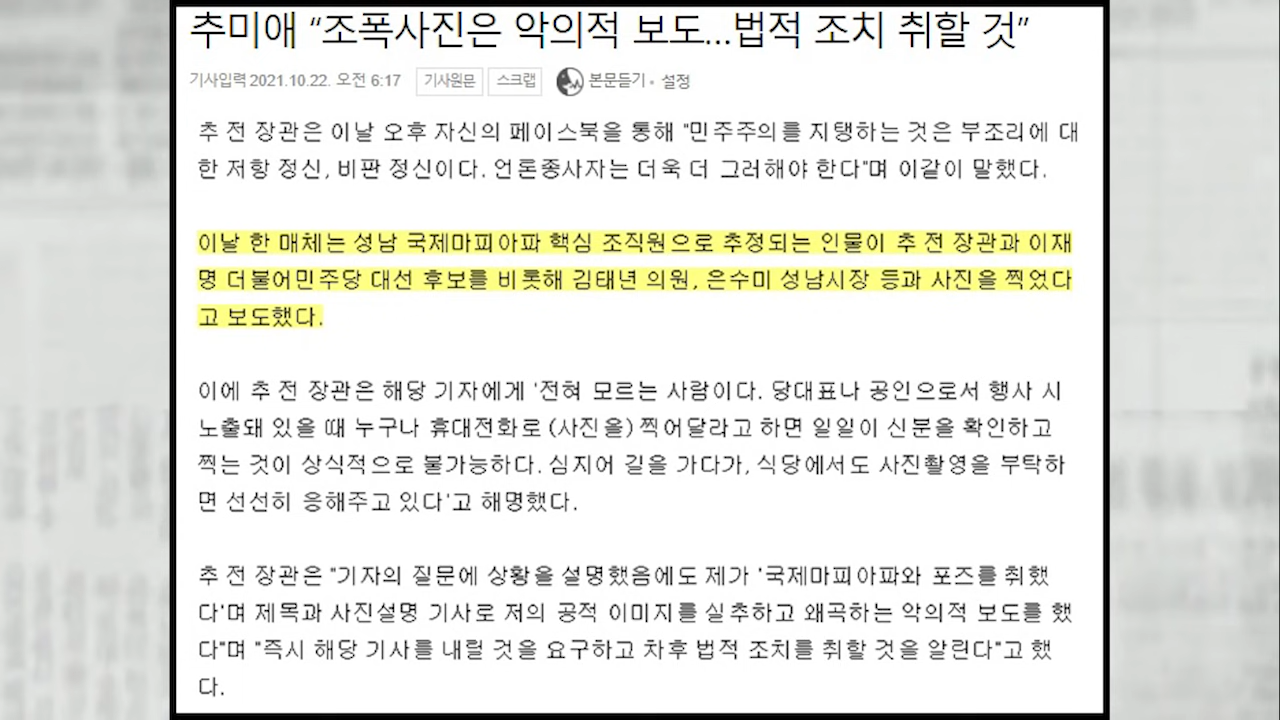 추미애 “조폭사진은 악의적 보도…법적 조치 취할 것”
기사입력 2021.10.22. 오전 6:17 기사원문 스크랩 본문듣기 · 설정
추 전 장관은 이날 오후 자신의 페이스북을 통해 "민주주의를 지탱하는 것은 부조리에 대
한 저항 정신, 비판 정신이다. 언론종사자는 더욱 더 그러해야 한다"며 이같이 말했다.
이날 한 매체는 성남 국제마피아파 핵심 조직원으로 추정되는 인물이 추 전 장관과 이재
명 더불어민주당 대선 후보를 비롯해 김태년 의원, 은수미 성남시장 등과 사진을 찍었다
고 보도했다.
이에 추 전 장관은 해당 기자에게 '전혀 모르는 사람이다. 당대표나 공인으로서 행사 시
노출돼 있을 때 누구나 휴대전화로 (사진을) 찍어달라고 하면 일일이 신분을 확인하고
찍는 것이 상식적으로 불가능하다. 심지어 길을 가다가, 식당에서도 사진촬영을 부탁하
면 선선히 응해주고 있다'고 해명했다.
추 전 장관은 "기자의 질문에 상황을 설명했음에도 제가 '국제마피아파와 포즈를 취했
다'며 제목과 사진설명 기사로 저의 공적 이미지를 실추하고 왜곡하는 악의적 보도를 했
다"며 "즉시 해당 기사를 내릴 것을 요구하고 차후 법적 조치를 취할 것을 알린다"고 했
다.